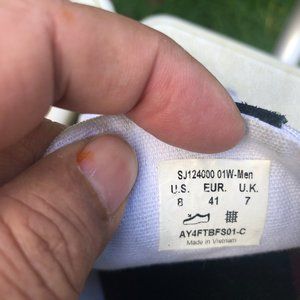 SJ124000 01W-Men
U.S. EUR. U.K.
8 41 7
AY4FTBFS01-C
Made in Vietnam